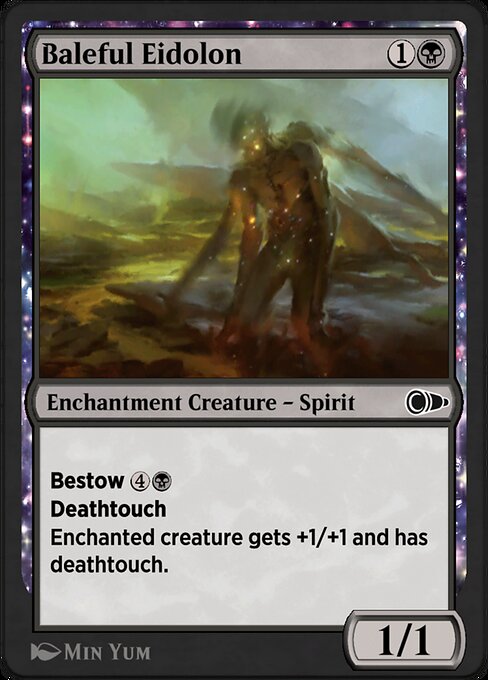 Baleful Eidolon 1
Enchantment Creature – Spirit
Bestow 4
Deathtouch
Enchanted creature gets +1/+1 and has
deathtouch.
1/1
Min Yum